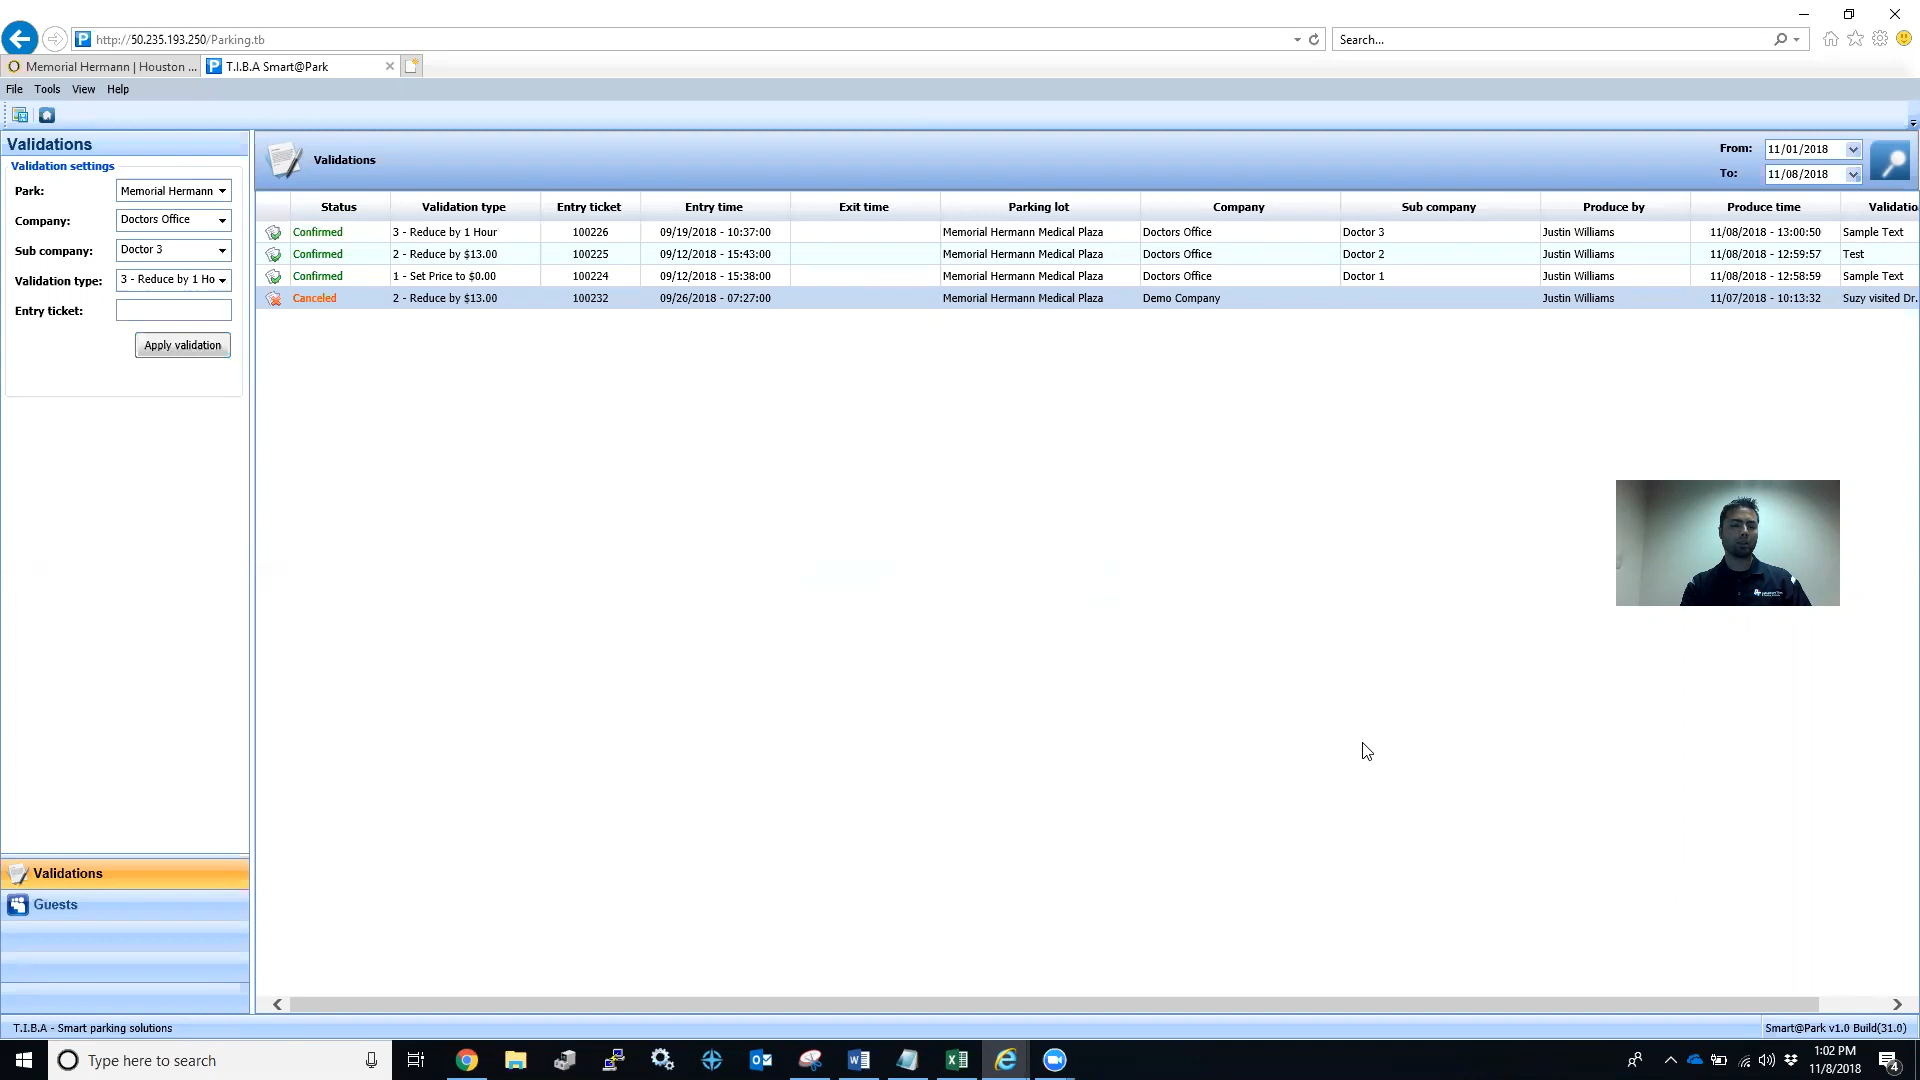 http://50.235.193.250/Parking.tb
Search...
Memorial Hermann | Houston ...
T.I.B.A Smart@Park
File Tools View Help
Validations
Validation settings
Park: Memorial Hermann
Company: Doctors Office
Sub company: Doctor 3
Validation type: 3 - Reduce by 1 Ho
Entry ticket:
Apply validation
Validations
From: 11/01/2018
To: 11/08/2018
Status Validation type Entry ticket Entry time Exit time Parking lot Company Sub company Produce by Produce time Validatio
Confirmed 3 - Reduce by 1 Hour 100226 09/19/2018 - 10:37:00 Memorial Hermann Medical Plaza Doctors Office Doctor 3 Justin Williams 11/08/2018 - 13:00:50 Sample Text
Confirmed 2 - Reduce by $13.00 100225 09/12/2018 - 15:43:00 Memorial Hermann Medical Plaza Doctors Office Doctor 2 Justin Williams 11/08/2018 - 12:59:57 Test
Confirmed 1 - Set Price to $0.00 100224 09/12/2018 - 15:38:00 Memorial Hermann Medical Plaza Doctors Office Doctor 1 Justin Williams 11/08/2018 - 12:58:59 Sample Text
Canceled 2 - Reduce by $13.00 100232 09/26/2018 - 07:27:00 Memorial Hermann Medical Plaza Demo Company Justin Williams 11/07/2018 - 10:13:32 Suzy visited Dr.
Validations
Guests
T.I.B.A - Smart parking solutions
Smart@Park v1.0 Build(31.0)
Type here to search
1:02 PM
11/8/2018
4